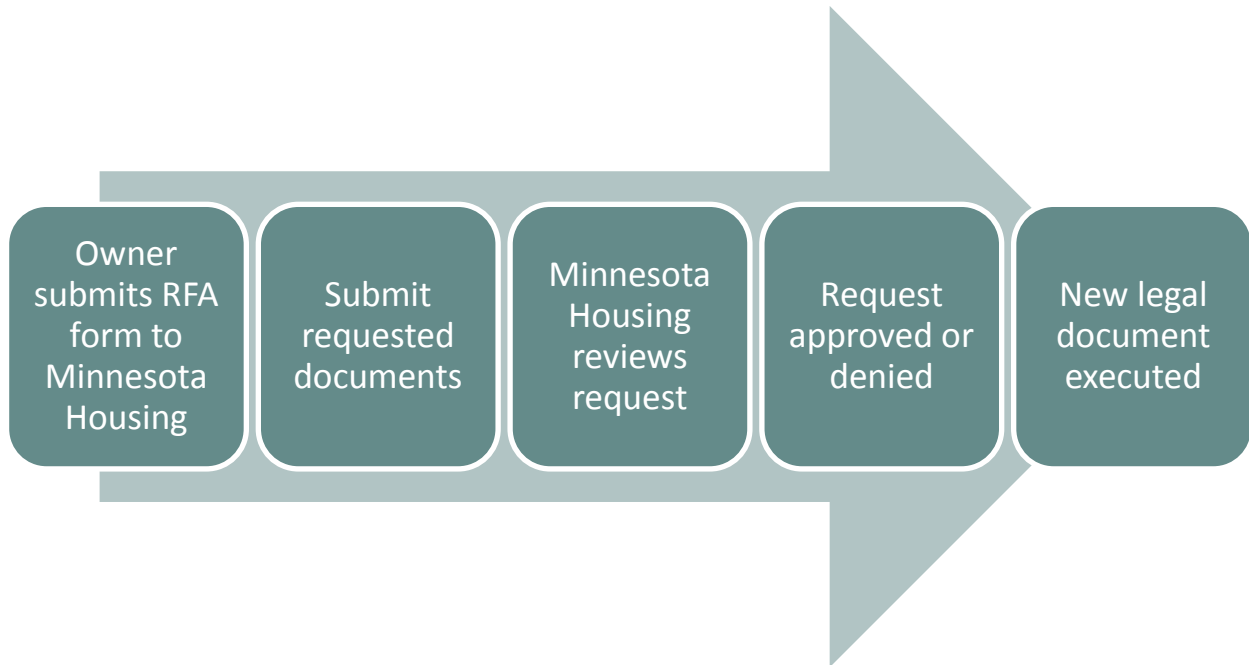 Owner
submits RFA
form to
Minnesota
Housing
Submit
requested
documents
Minnesota
Housing
reviews
request
Request
approved or
denied
New legal
document
executed